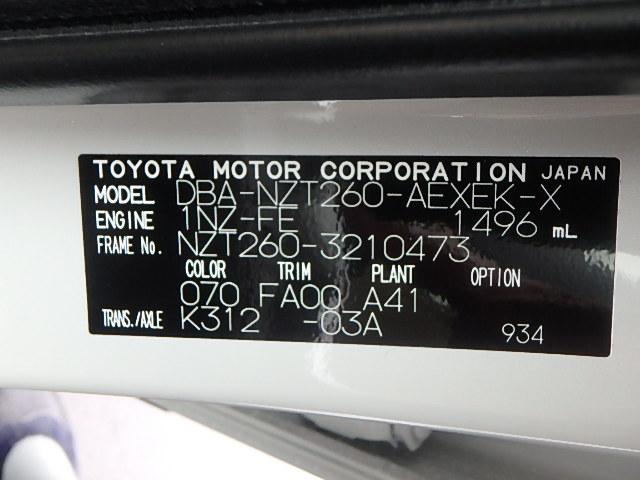 TOYOTA MOTOR CORPORATION JAPAN
MODEL DBA-NZT260-AEXEK-X
ENGINE 1NZ-FE 1496 mL
FRAME No. NZT260-3210473
COLOR TRIM PLANT OPTION
070 FA00 A41
TRANS./AXLE K312 -03A 934